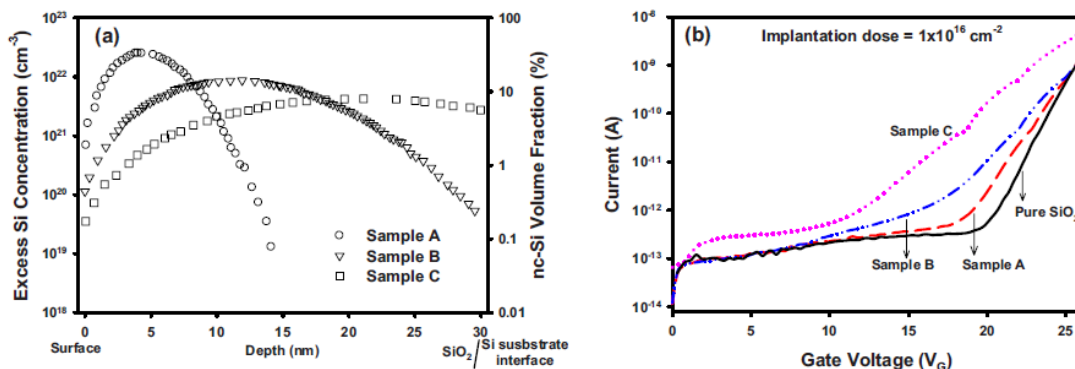 (a)
Excess Si Concentration (cm⁻³)
10²³
10²²
10²¹
10²⁰
10¹⁹
10¹⁸
100
10
1
0.1
0.01
nc-Si Volume Fraction (%)
Sample A
Sample B
Sample C
0 5 10 15 20 25 30
Surface
Depth (nm)
SiO₂/Si susbstrate
interface
(b)
Implantation dose = 1x10¹⁶ cm⁻²
Current (A)
10⁻⁸
10⁻⁹
10⁻¹⁰
10⁻¹¹
10⁻¹²
10⁻¹³
10⁻¹⁴
Sample C
Pure SiO₂
Sample B
Sample A
0 5 10 15 20 25
Gate Voltage (V_G)